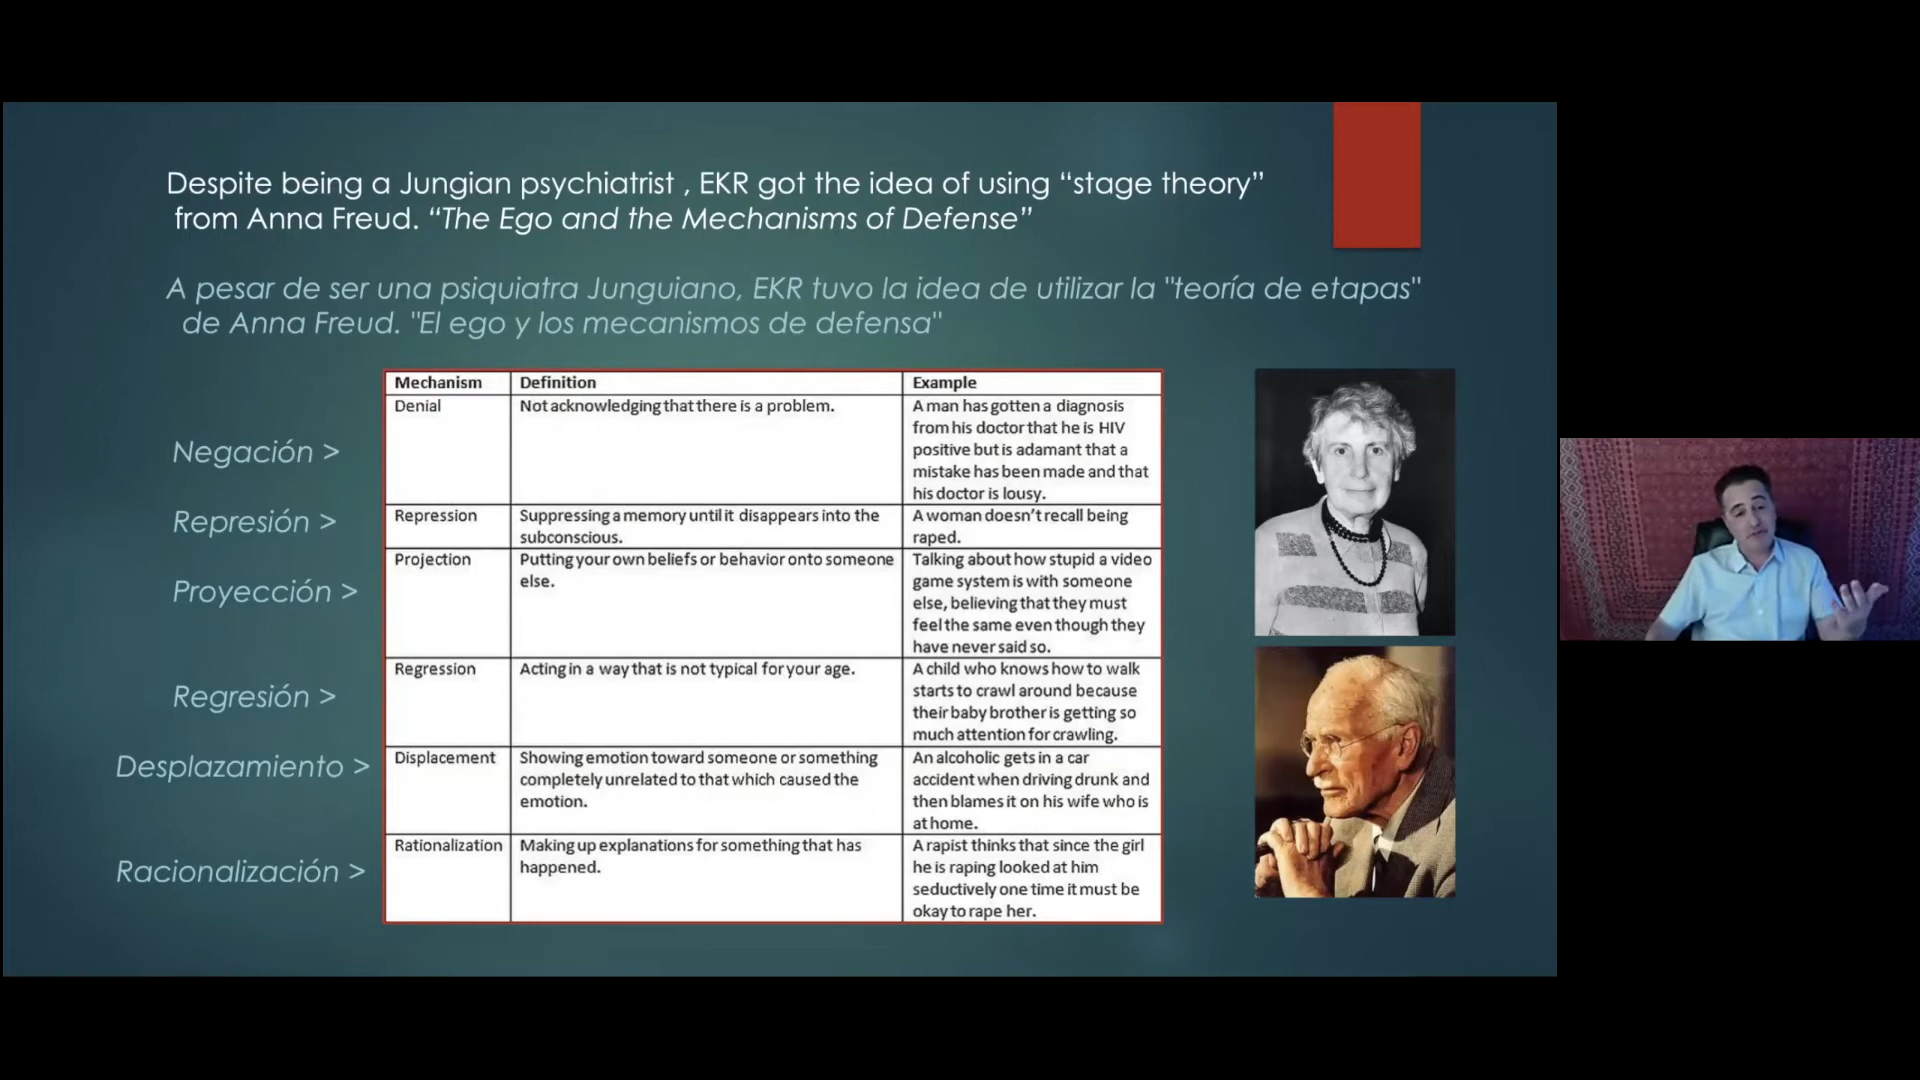 Despite being a Jungian psychiatrist , EKR got the idea of using “stage theory”
from Anna Freud. “The Ego and the Mechanisms of Defense”
A pesar de ser una psiquiatra Junguiano, EKR tuvo la idea de utilizar la "teoría de etapas"
de Anna Freud. "El ego y los mecanismos de defensa"
Negación >
Represión >
Proyección >
Regresión >
Desplazamiento >
Racionalización >
Mechanism Definition Example
Denial Not acknowledging that there is a problem. A man has gotten a diagnosis
from his doctor that he is HIV
positive but is adamant that a
mistake has been made and that
his doctor is lousy.
Repression Suppressing a memory until it disappears into the A woman doesn’t recall being
subconscious. raped.
Projection Putting your own beliefs or behavior onto someone Talking about how stupid a video
else. game system is with someone
else, believing that they must
feel the same even though they
have never said so.
Regression Acting in a way that is not typical for your age. A child who knows how to walk
starts to crawl around because
their baby brother is getting so
much attention for crawling.
Displacement Showing emotion toward someone or something An alcoholic gets in a car
completely unrelated to that which caused the accident when driving drunk and
emotion. then blames it on his wife who is
at home.
Rationalization Making up explanations for something that has A rapist thinks that since the girl
happened. he is raping looked at him
seductively one time it must be
okay to rape her.